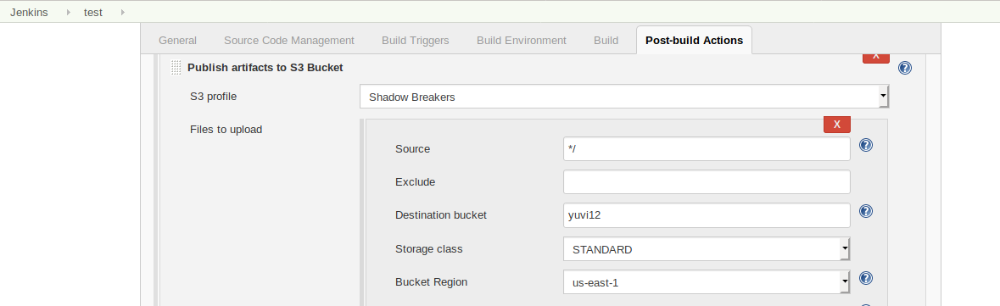 Jenkins test
General Source Code Management Build Triggers Build Environment Build Post-build Actions
Publish artifacts to S3 Bucket X ?
S3 profile Shadow Breakers
Files to upload
X
Source */ ?
Exclude
Destination bucket yuvi12 ?
Storage class STANDARD
Bucket Region us-east-1 ?